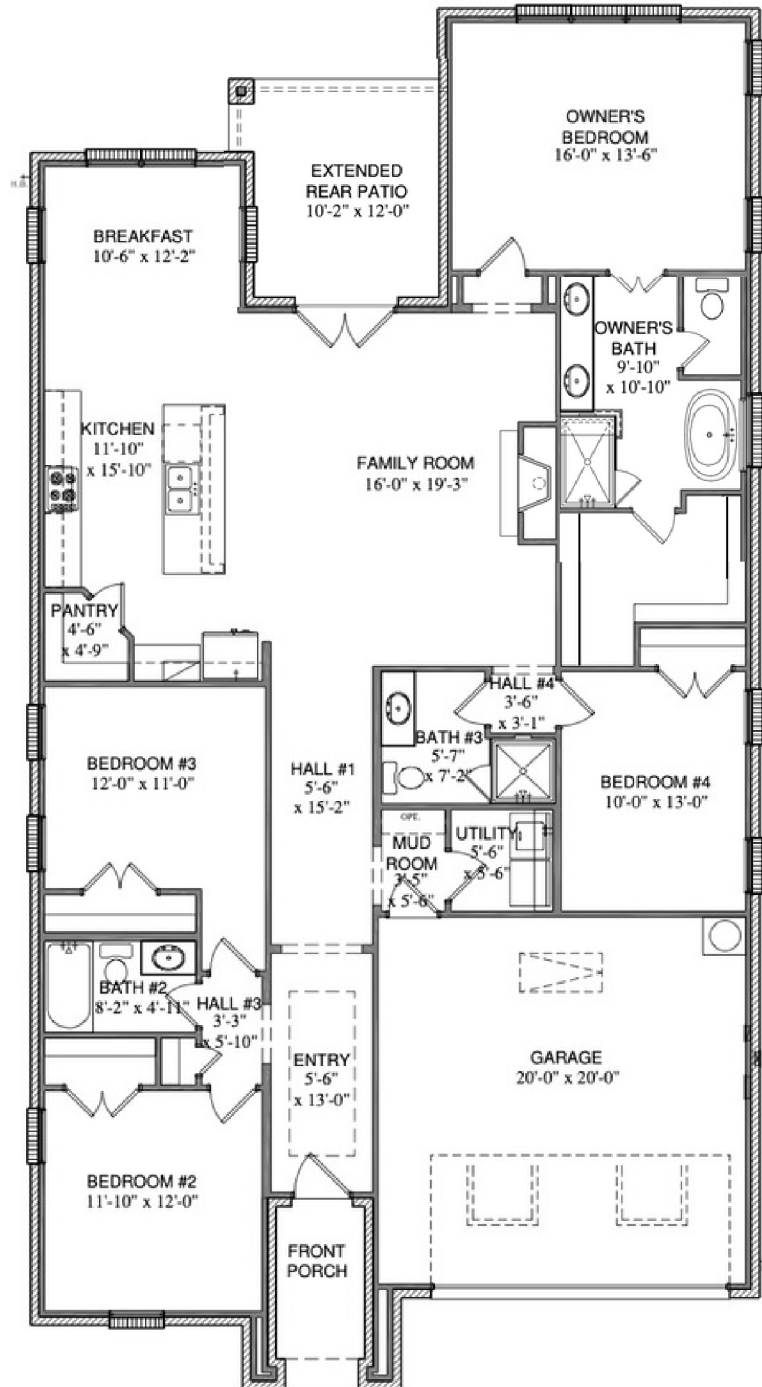 OWNER'S
BEDROOM
16'-0" x 13'-6"
EXTENDED
REAR PATIO
10'-2" x 12'-0"
H.B.
BREAKFAST
10'-6" x 12'-2"
OWNER'S
BATH
9'-10"
x 10'-10"
KITCHEN
11'-10"
x 15'-10"
FAMILY ROOM
16'-0" x 19'-3"
PANTRY
4'-6"
x 4'-9"
HALL #4
3'-6"
x 3'-1"
BATH #3
5'-7"
x 7'-2"
BEDROOM #3
12'-0" x 11'-0"
HALL #1
5'-6"
x 15'-2"
BEDROOM #4
10'-0" x 13'-0"
OPT.
MUD
ROOM
3'-5"
x 5'-6"
UTILITY
5'-6"
x 5'-6"
BATH #2
8'-2" x 4'-11"
HALL #3
3'-3"
x 5'-10"
ENTRY
5'-6"
x 13'-0"
GARAGE
20'-0" x 20'-0"
BEDROOM #2
11'-10" x 12'-0"
FRONT
PORCH